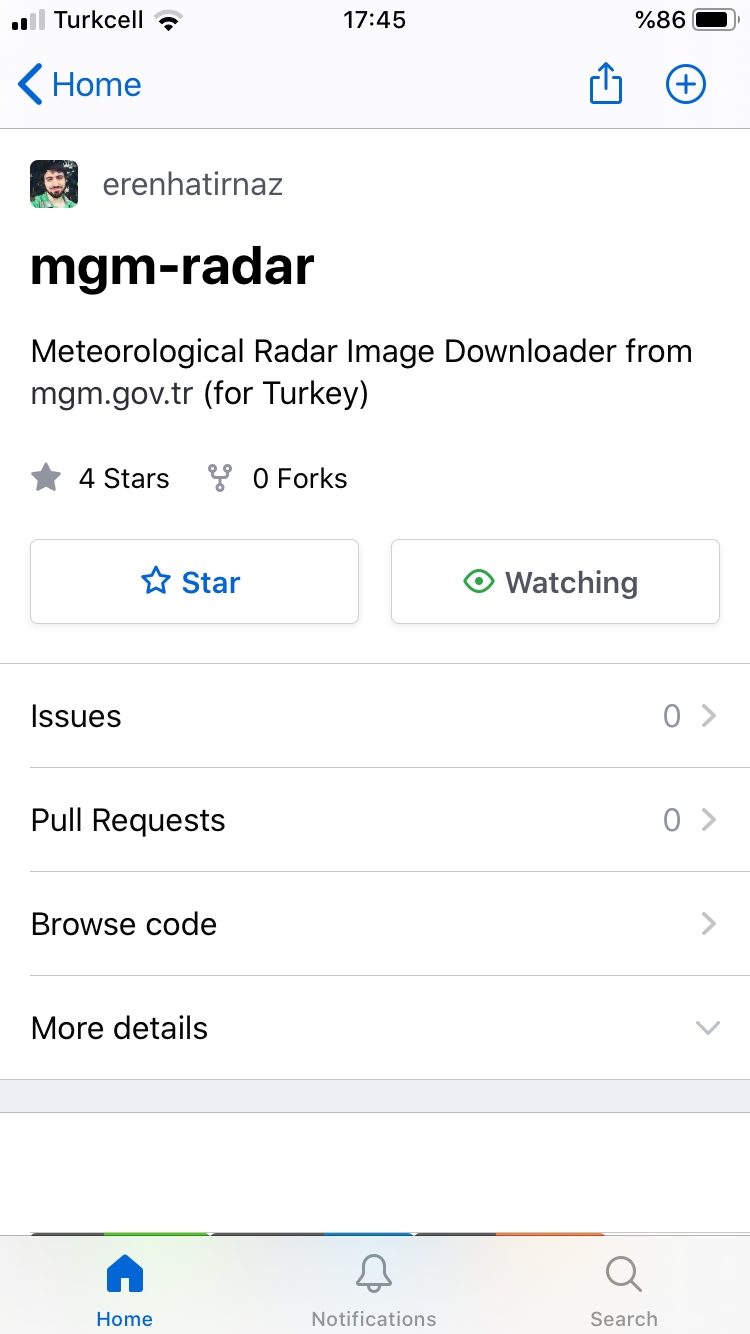 Turkcell 17:45 %86
Home
erenhatirnaz
mgm-radar
Meteorological Radar Image Downloader from
mgm.gov.tr (for Turkey)
4 Stars 0 Forks
Star Watching
Issues 0
Pull Requests 0
Browse code
More details
Home Notifications Search